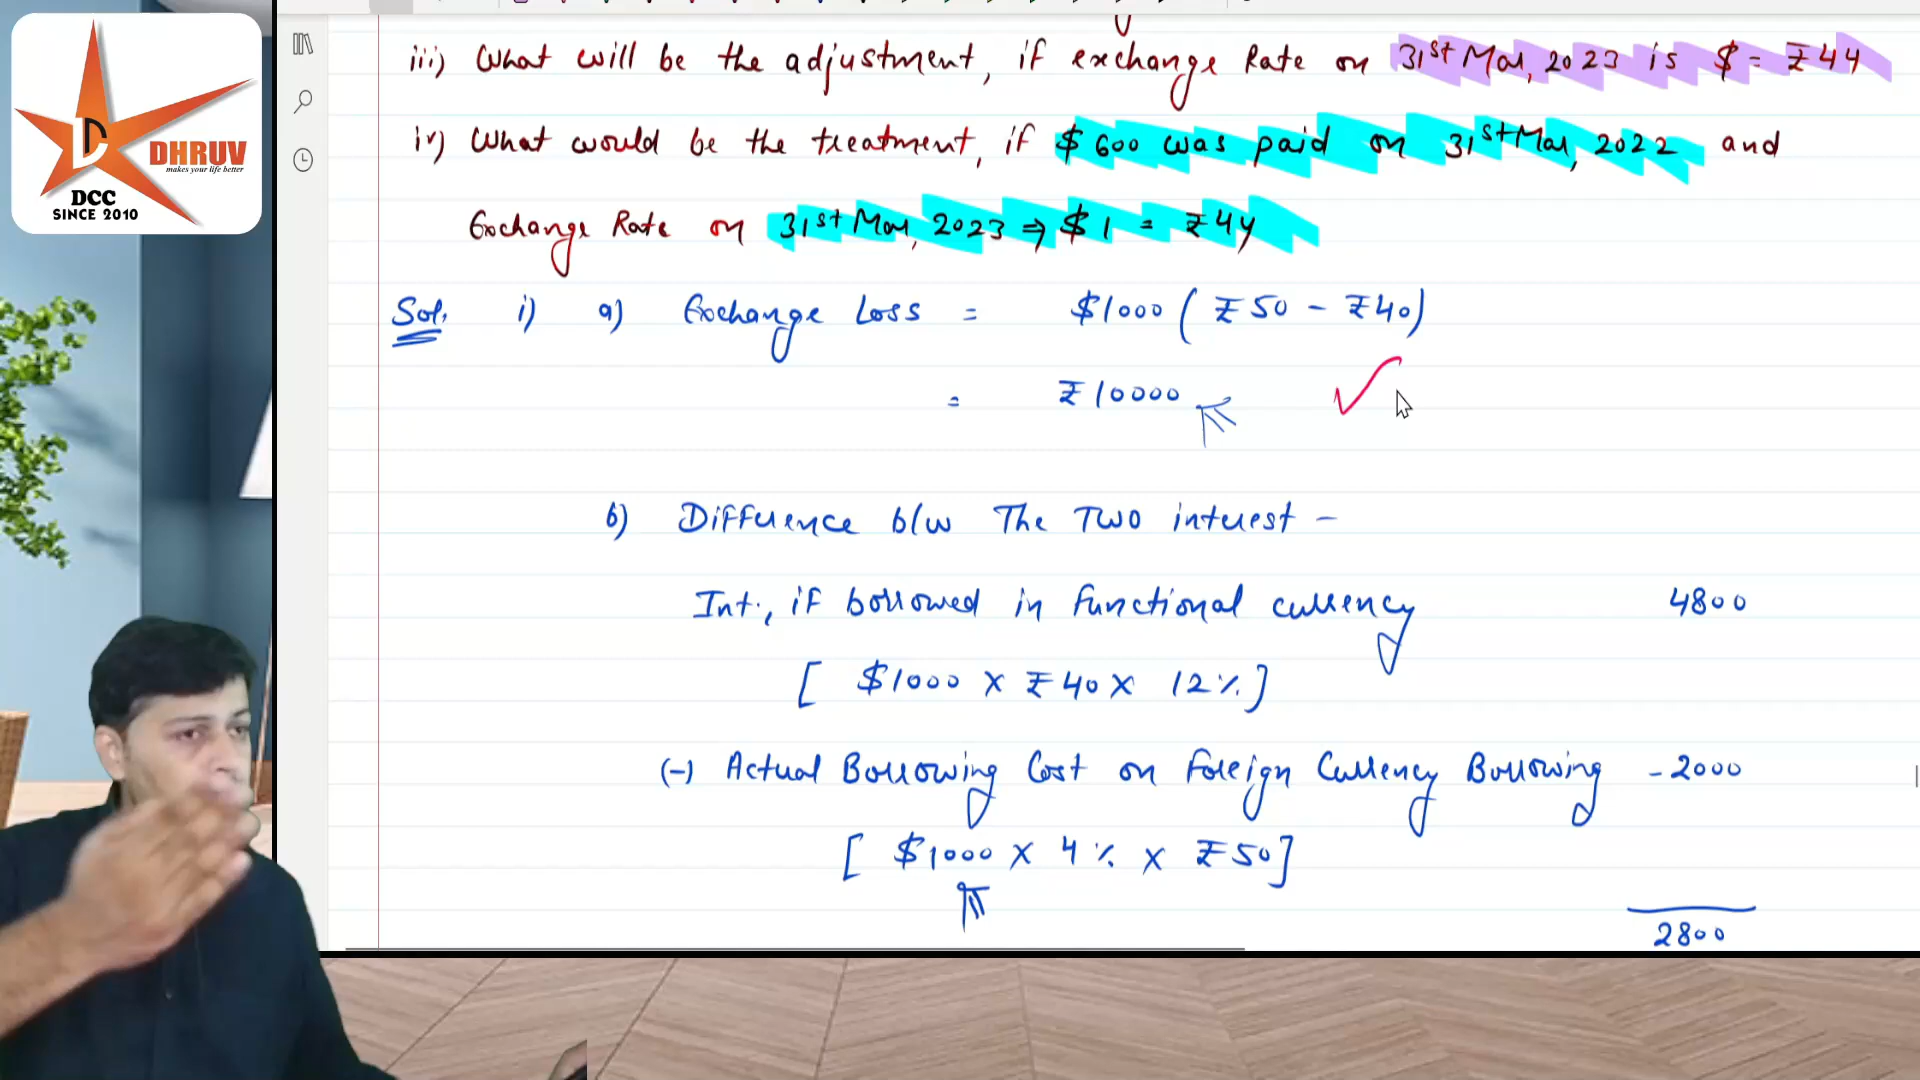 DHRUV
makes your life better
DCC
SINCE 2010
iii) What will be the adjustment, if exchange Rate on 31st Mar, 2023 is $ = ₹44
iv) What would be the treatment, if $ 600 was paid on 31st Mar, 2022 and
Exchange Rate on 31st Mar, 2023 ⇒ $ 1 = ₹44
Sol. i) a) Exchange Loss = $1000 ( ₹50 - ₹40)
= ₹10000
b) Difference b/w The Two interest -
Int., if borrowed in functional currency 4800
[ $1000 X ₹40 X 12%]
(-) Actual Borrowing Cost on Foreign Currency Borrowing - 2000
[ $1000 X 4% X ₹50]
2800